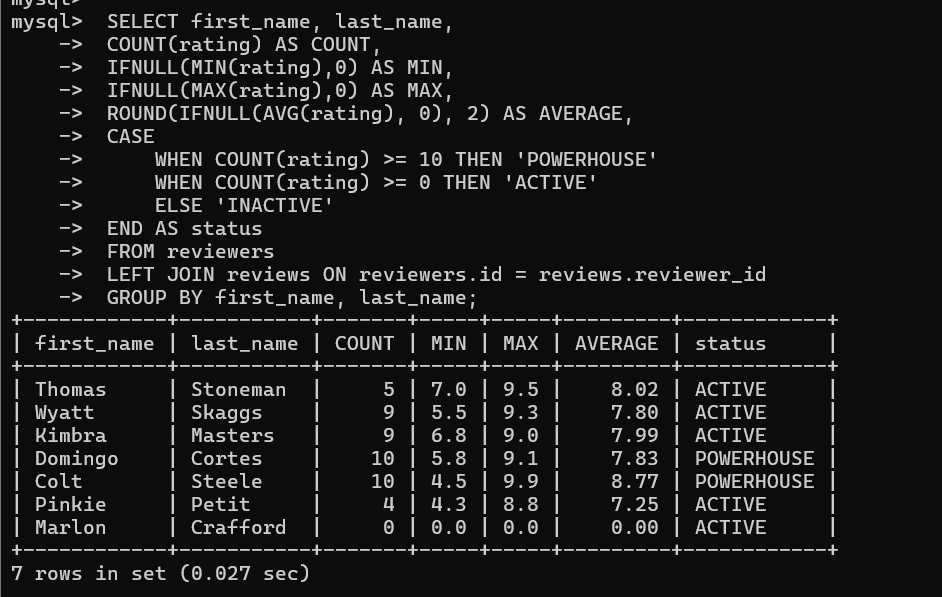 mysql>
mysql>  SELECT first_name, last_name,
    ->  COUNT(rating) AS COUNT,
    ->  IFNULL(MIN(rating),0) AS MIN,
    ->  IFNULL(MAX(rating),0) AS MAX,
    ->  ROUND(IFNULL(AVG(rating), 0), 2) AS AVERAGE,
    ->  CASE
    ->      WHEN COUNT(rating) >= 10 THEN 'POWERHOUSE'
    ->      WHEN COUNT(rating) >= 0 THEN 'ACTIVE'
    ->      ELSE 'INACTIVE'
    ->  END AS status
    ->  FROM reviewers
    ->  LEFT JOIN reviews ON reviewers.id = reviews.reviewer_id
    ->  GROUP BY first_name, last_name;
+------------+-----------+-------+-----+-----+---------+------------+
| first_name | last_name | COUNT | MIN | MAX | AVERAGE | status     |
+------------+-----------+-------+-----+-----+---------+------------+
| Thomas     | Stoneman  |     5 | 7.0 | 9.5 |    8.02 | ACTIVE     |
| Wyatt      | Skaggs    |     9 | 5.5 | 9.3 |    7.80 | ACTIVE     |
| Kimbra     | Masters   |     9 | 6.8 | 9.0 |    7.99 | ACTIVE     |
| Domingo    | Cortes    |    10 | 5.8 | 9.1 |    7.83 | POWERHOUSE |
| Colt       | Steele    |    10 | 4.5 | 9.9 |    8.77 | POWERHOUSE |
| Pinkie     | Petit     |     4 | 4.3 | 8.8 |    7.25 | ACTIVE     |
| Marlon     | Crafford  |     0 | 0.0 | 0.0 |    0.00 | ACTIVE     |
+------------+-----------+-------+-----+-----+---------+------------+
7 rows in set (0.027 sec)